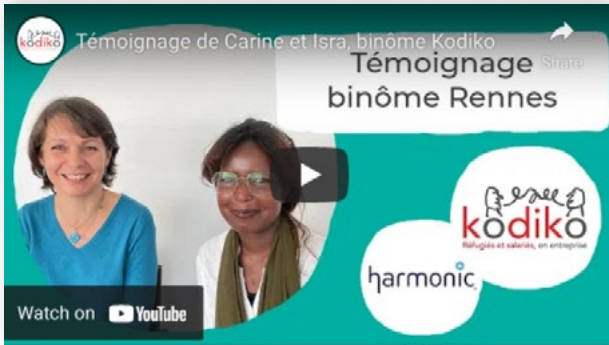 kodiko
Témoignage de Carine et Isra, binôme Kodiko
Share
Témoignage
binôme Rennes
kodiko
Réfugiés et salariés, en entreprise
harmonic
Watch on YouTube